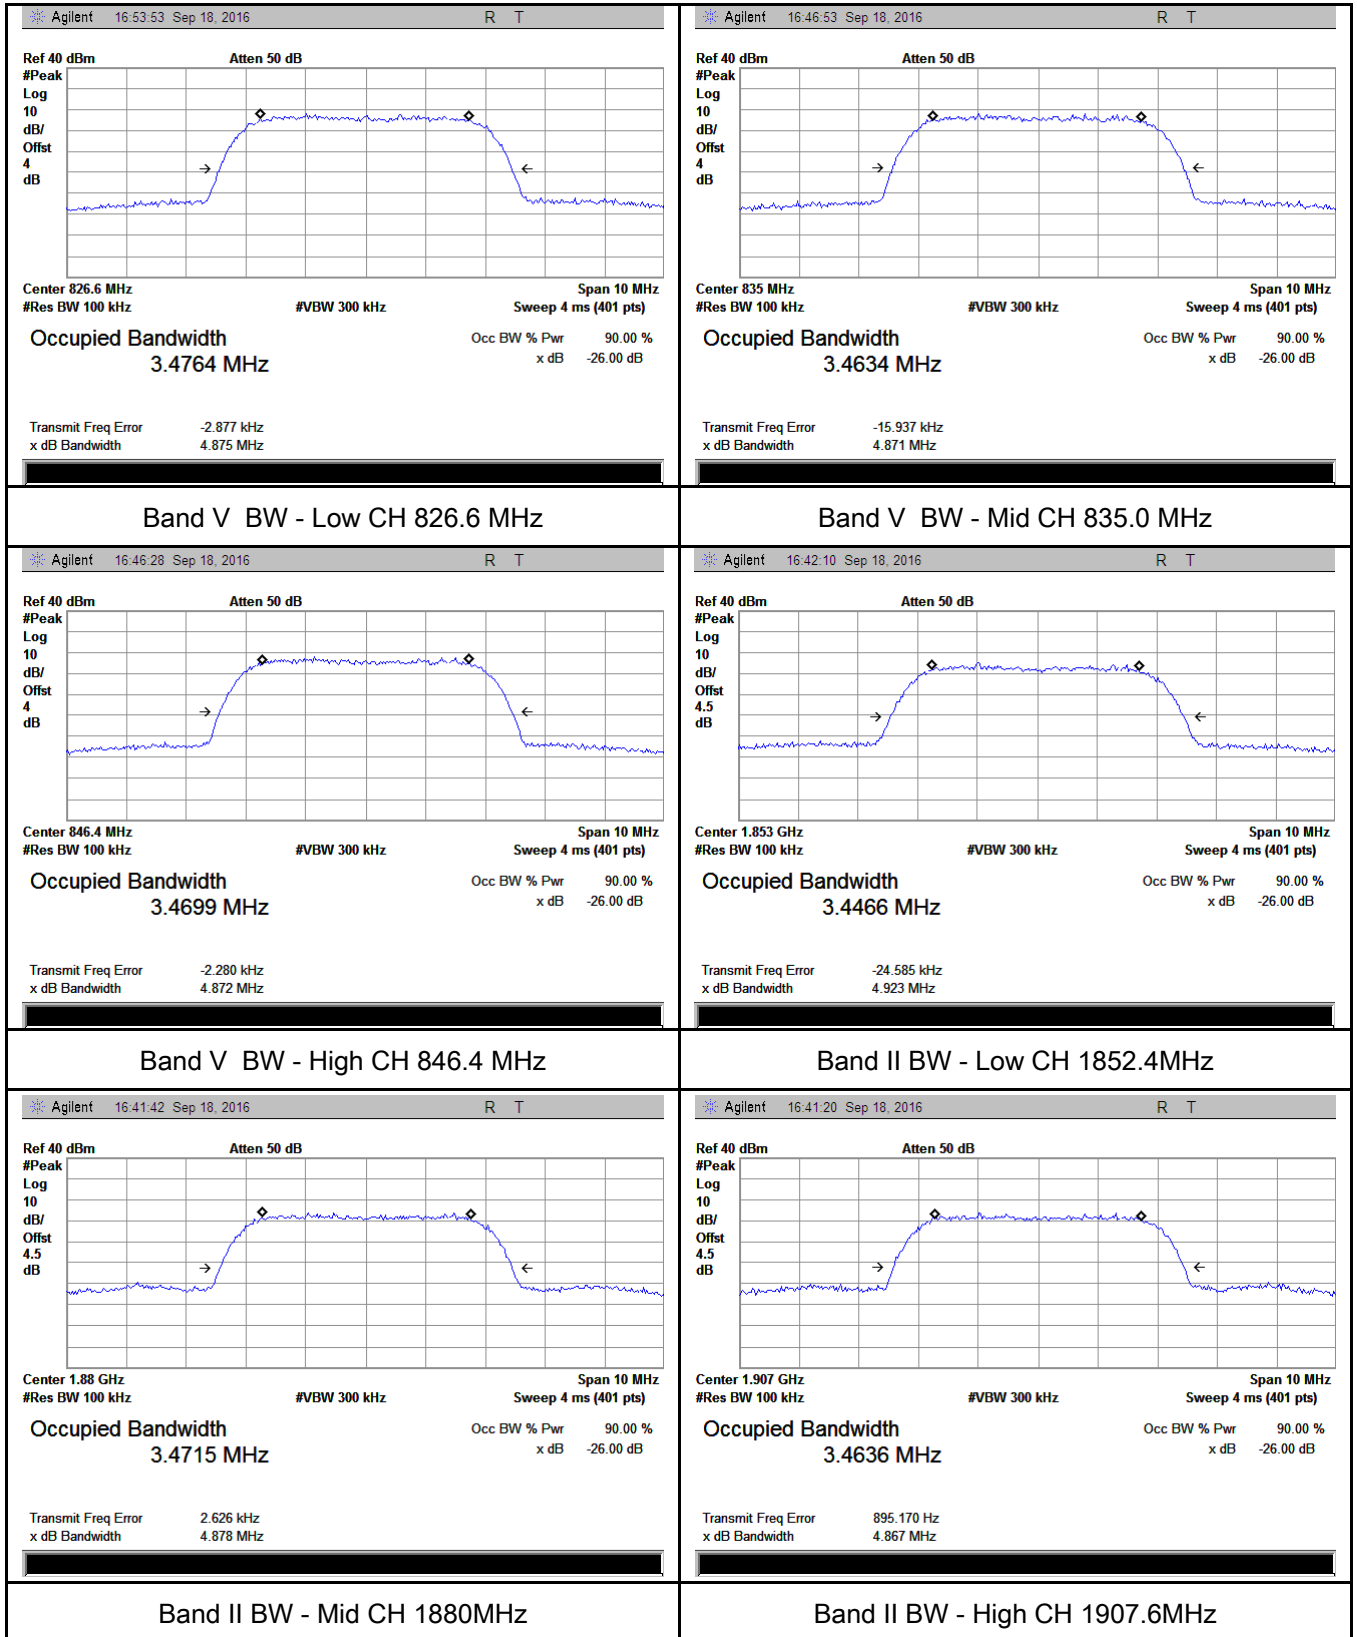 Agilent 16:53:53 Sep 18, 2016 R T
Ref 40 dBm Atten 50 dB
#Peak
Log
10
dB/
Offst
4
dB
Center 826.6 MHz Span 10 MHz
#Res BW 100 kHz #VBW 300 kHz Sweep 4 ms (401 pts)
Occupied Bandwidth Occ BW % Pwr 90.00 %
3.4764 MHz x dB -26.00 dB
Transmit Freq Error -2.877 kHz
x dB Bandwidth 4.875 MHz
Band V BW - Low CH 826.6 MHz
Agilent 16:46:53 Sep 18, 2016 R T
Ref 40 dBm Atten 50 dB
#Peak
Log
10
dB/
Offst
4
dB
Center 835 MHz Span 10 MHz
#Res BW 100 kHz #VBW 300 kHz Sweep 4 ms (401 pts)
Occupied Bandwidth Occ BW % Pwr 90.00 %
3.4634 MHz x dB -26.00 dB
Transmit Freq Error -15.937 kHz
x dB Bandwidth 4.871 MHz
Band V BW - Mid CH 835.0 MHz
Agilent 16:46:28 Sep 18, 2016 R T
Ref 40 dBm Atten 50 dB
#Peak
Log
10
dB/
Offst
4
dB
Center 846.4 MHz Span 10 MHz
#Res BW 100 kHz #VBW 300 kHz Sweep 4 ms (401 pts)
Occupied Bandwidth Occ BW % Pwr 90.00 %
3.4699 MHz x dB -26.00 dB
Transmit Freq Error -2.280 kHz
x dB Bandwidth 4.872 MHz
Band V BW - High CH 846.4 MHz
Agilent 16:42:10 Sep 18, 2016 R T
Ref 40 dBm Atten 50 dB
#Peak
Log
10
dB/
Offst
4.5
dB
Center 1.853 GHz Span 10 MHz
#Res BW 100 kHz #VBW 300 kHz Sweep 4 ms (401 pts)
Occupied Bandwidth Occ BW % Pwr 90.00 %
3.4466 MHz x dB -26.00 dB
Transmit Freq Error -24.585 kHz
x dB Bandwidth 4.923 MHz
Band II BW - Low CH 1852.4MHz
Agilent 16:41:42 Sep 18, 2016 R T
Ref 40 dBm Atten 50 dB
#Peak
Log
10
dB/
Offst
4.5
dB
Center 1.88 GHz Span 10 MHz
#Res BW 100 kHz #VBW 300 kHz Sweep 4 ms (401 pts)
Occupied Bandwidth Occ BW % Pwr 90.00 %
3.4715 MHz x dB -26.00 dB
Transmit Freq Error 2.626 kHz
x dB Bandwidth 4.878 MHz
Band II BW - Mid CH 1880MHz
Agilent 16:41:20 Sep 18, 2016 R T
Ref 40 dBm Atten 50 dB
#Peak
Log
10
dB/
Offst
4.5
dB
Center 1.907 GHz Span 10 MHz
#Res BW 100 kHz #VBW 300 kHz Sweep 4 ms (401 pts)
Occupied Bandwidth Occ BW % Pwr 90.00 %
3.4636 MHz x dB -26.00 dB
Transmit Freq Error 895.170 Hz
x dB Bandwidth 4.867 MHz
Band II BW - High CH 1907.6MHz